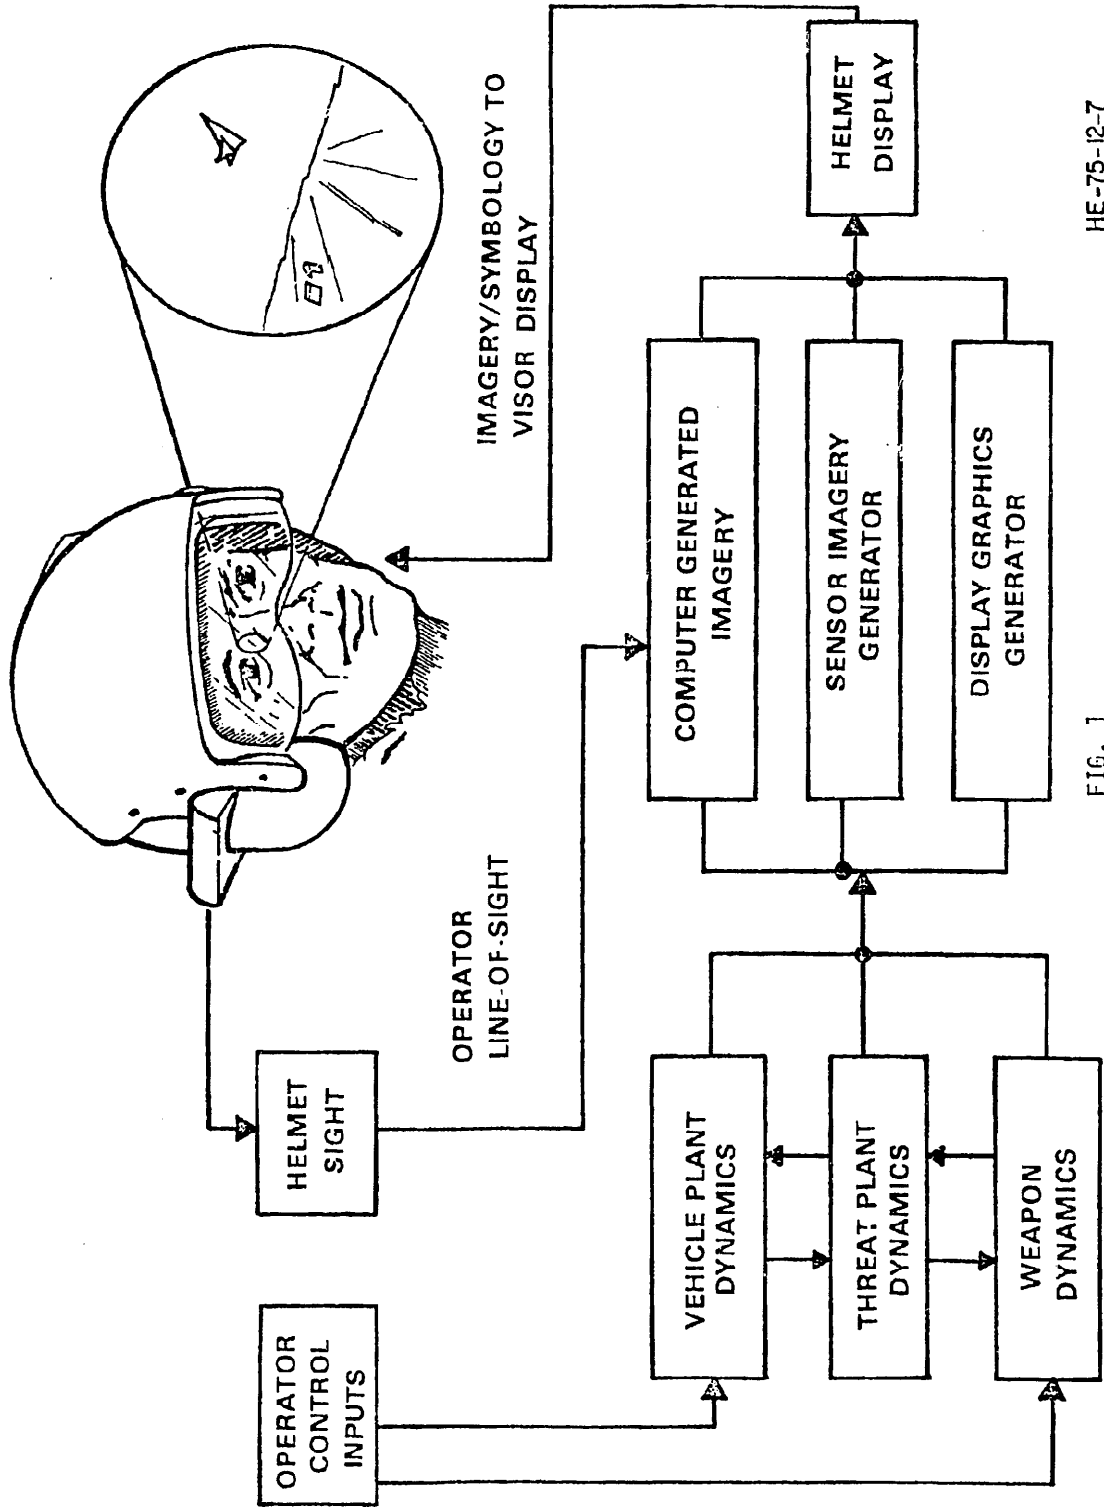 IMAGERY/SYMBOLOGY TO
VISOR DISPLAY
OPERATOR
LINE-OF-SIGHT
HELMET
SIGHT
OPERATOR
CONTROL
INPUTS
VEHICLE PLANT
DYNAMICS
THREAT PLANT
DYNAMICS
WEAPON
DYNAMICS
COMPUTER GENERATED
IMAGERY
SENSOR IMAGERY
GENERATOR
DISPLAY GRAPHICS
GENERATOR
HELMET
DISPLAY
FIG. 1
HE-75-12-7